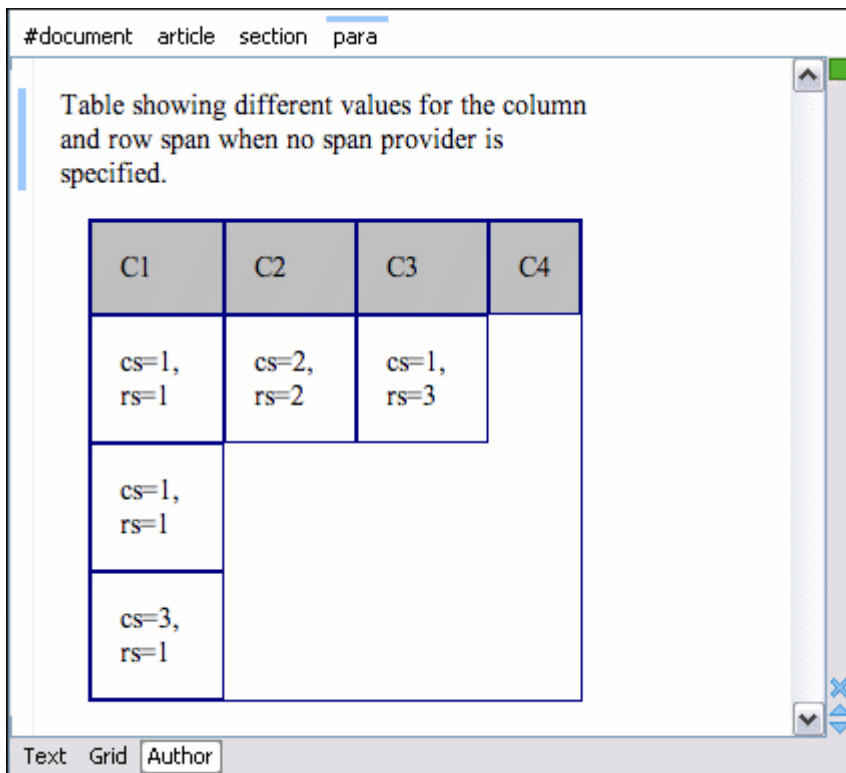 #document article section para
Table showing different values for the column
and row span when no span provider is
specified.
C1 C2 C3 C4
cs=1, cs=2, cs=1,
rs=1 rs=2 rs=3
cs=1,
rs=1
cs=3,
rs=1
Text Grid Author